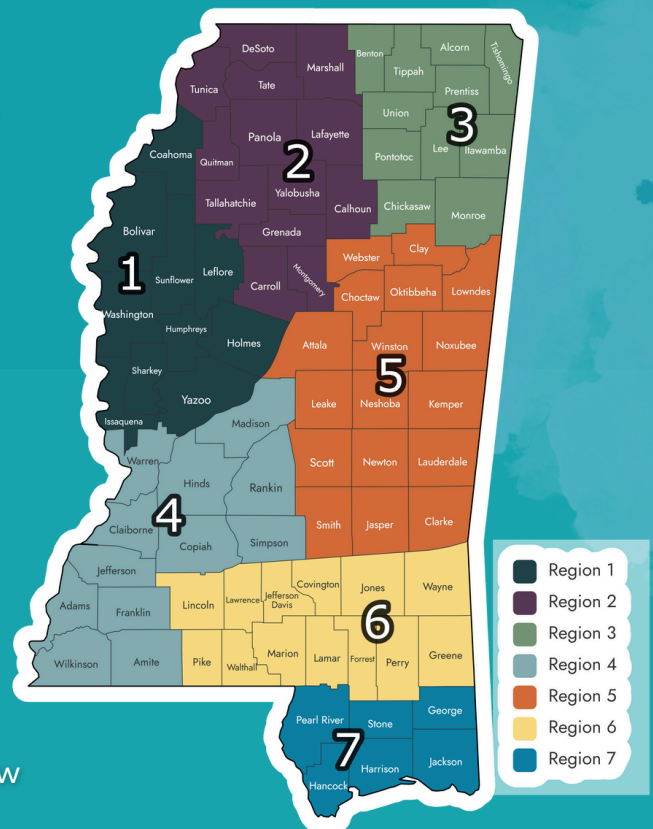 DeSoto
Marshall
Benton
Alcorn
Tishomingo
Tippah
Tunica
Tate
Prentiss
Union
3
Panola
Lafayette
Coahoma
Lee
Itawamba
Pontotoc
Quitman
2
Yalobusha
Tallahatchie
Calhoun
Chickasaw
Monroe
Bolivar
Grenada
Clay
Webster
1
Leflore
Sunflower
Carroll
Montgomery
Oktibbeha
Lowndes
Choctaw
Washington
Humphreys
Holmes
Attala
Winston
Noxubee
Sharkey
5
Yazoo
Leake
Neshoba
Kemper
Issaquena
Madison
Warren
Scott
Newton
Lauderdale
Hinds
Rankin
4
Claiborne
Copiah
Simpson
Smith
Jasper
Clarke
Jefferson
Covington
Jones
Wayne
Adams
Franklin
Lincoln
Lawrence
Jefferson
Davis
6
Wilkinson
Amite
Pike
Walthall
Marion
Lamar
Forrest
Perry
Greene
Pearl River
Stone
George
7
Harrison
Jackson
Hancock
Region 1
Region 2
Region 3
Region 4
Region 5
Region 6
Region 7
w